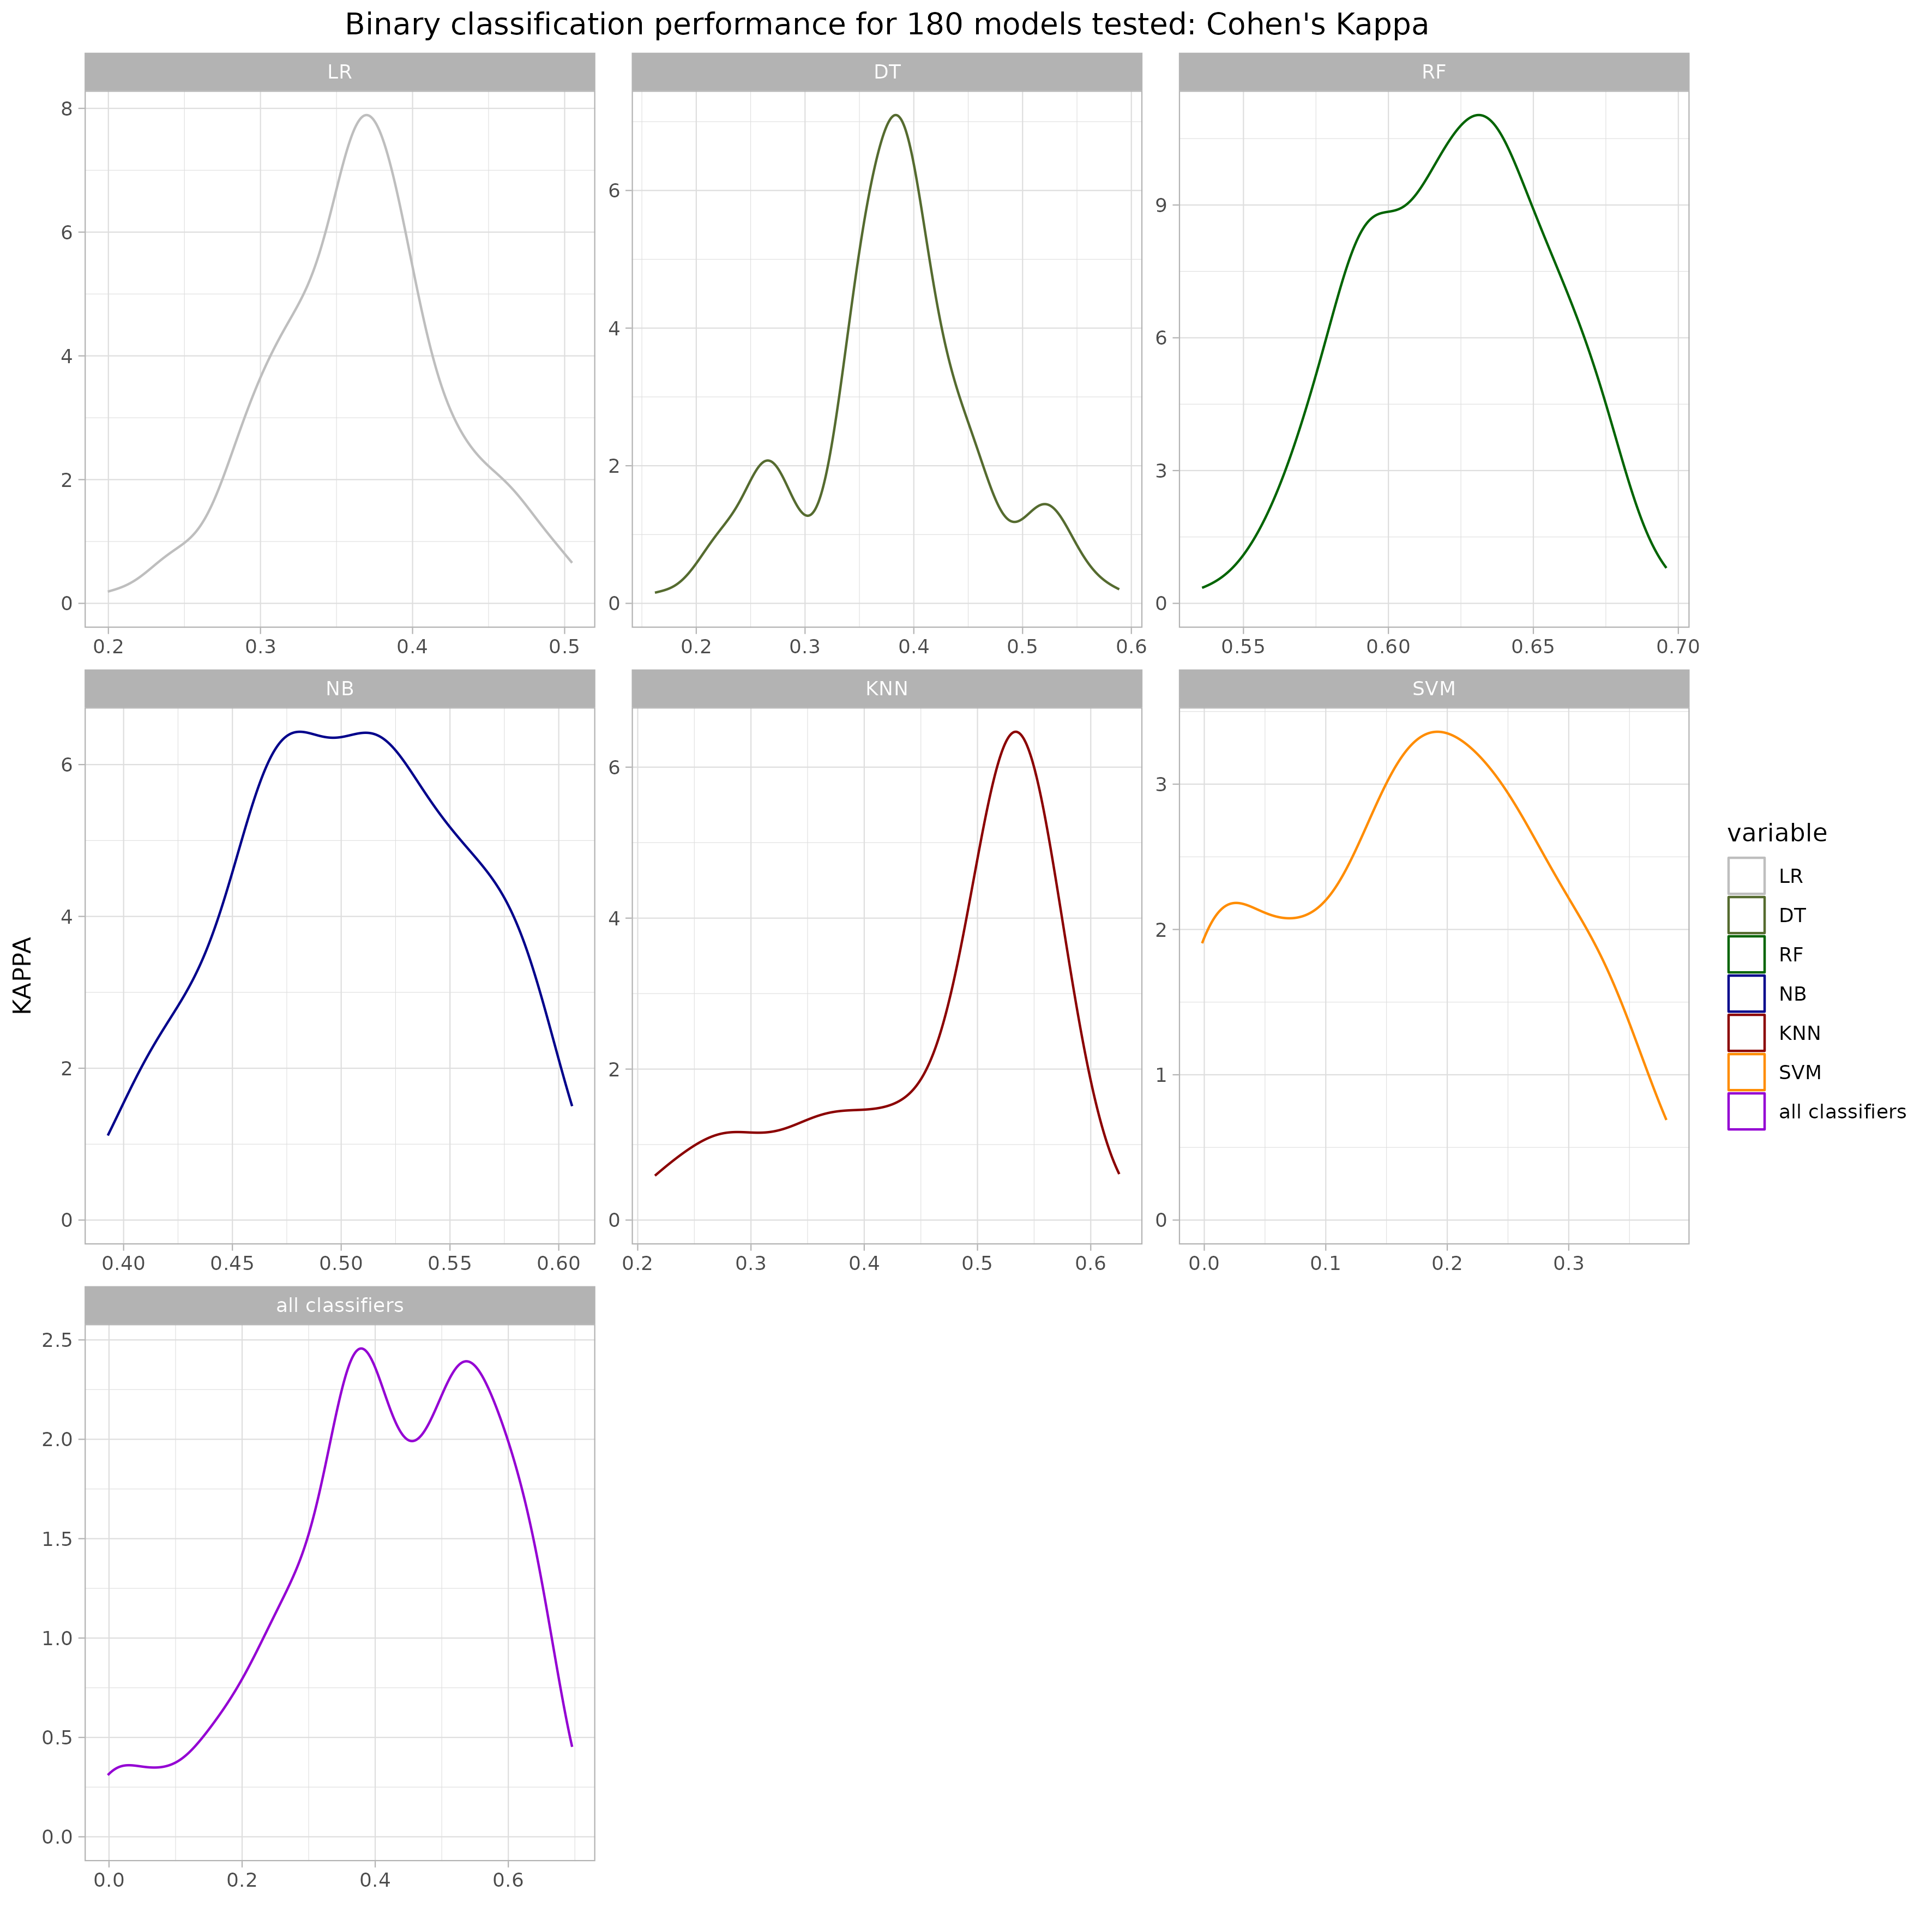 Binary classification performance for 180 models tested: Cohen's Kappa
LR
DT
RF
8
6
4
2
0
0.2 0.3 0.4 0.5
6
4
2
0
0.2 0.3 0.4 0.5 0.6
9
6
3
0
0.55 0.60 0.65 0.70
NB
KNN
SVM
6
4
2
0
0.40 0.45 0.50 0.55 0.60
6
4
2
0
0.2 0.3 0.4 0.5 0.6
3
2
1
0
0.0 0.1 0.2 0.3
all classifiers
2.5
2.0
1.5
1.0
0.5
0.0
0.0 0.2 0.4 0.6
KAPPA
variable
LR
DT
RF
NB
KNN
SVM
all classifiers